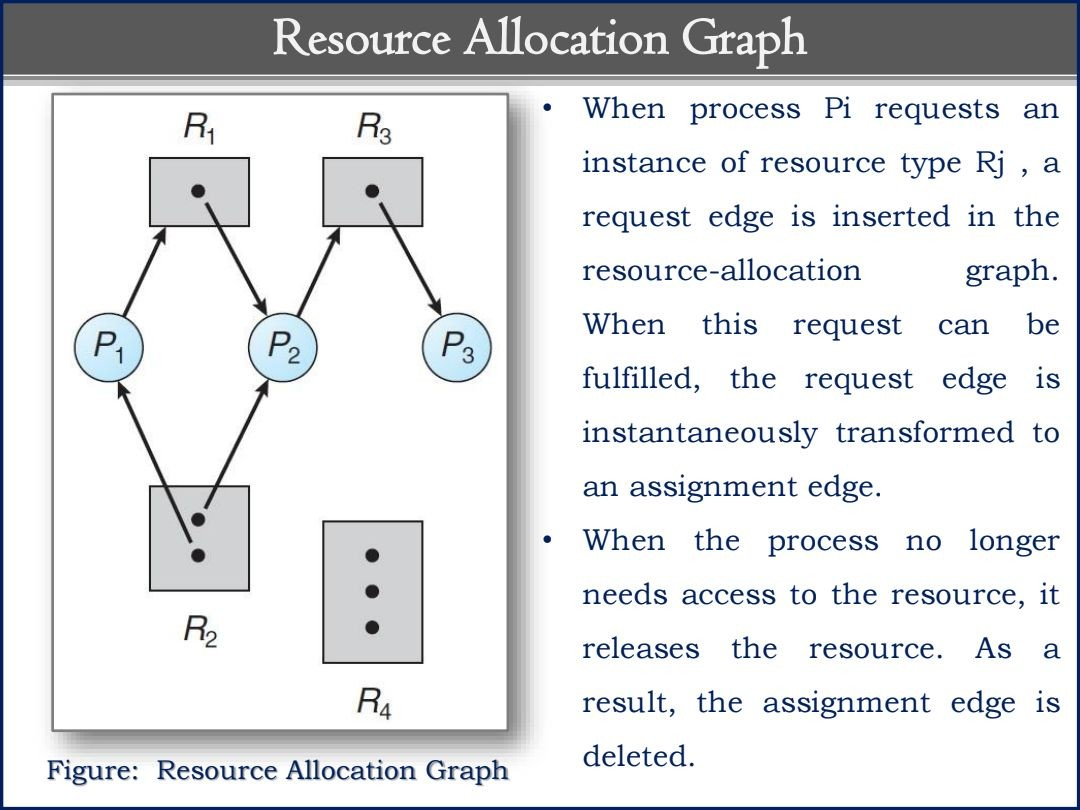 Resource Allocation Graph
R1
R3
P1
P2
P3
R2
R4
Figure: Resource Allocation Graph
• When process Pi requests an
instance of resource type Rj , a
request edge is inserted in the
resource-allocation graph.
When this request can be
fulfilled, the request edge is
instantaneously transformed to
an assignment edge.
• When the process no longer
needs access to the resource, it
releases the resource. As a
result, the assignment edge is
deleted.